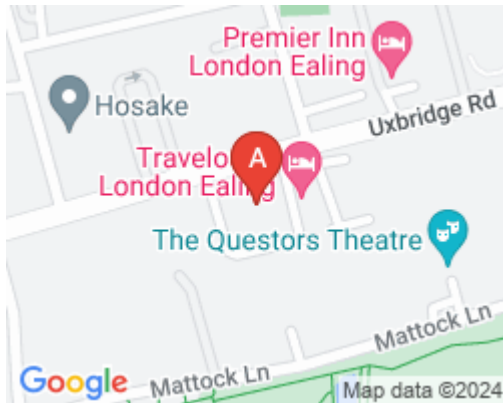 Premier Inn
London Ealing
Hosake
Uxbridge Rd
A
Travelo
London Ealing
The Questors Theatre
Mattock Ln
Mattock Ln
Google
Map data ©2024